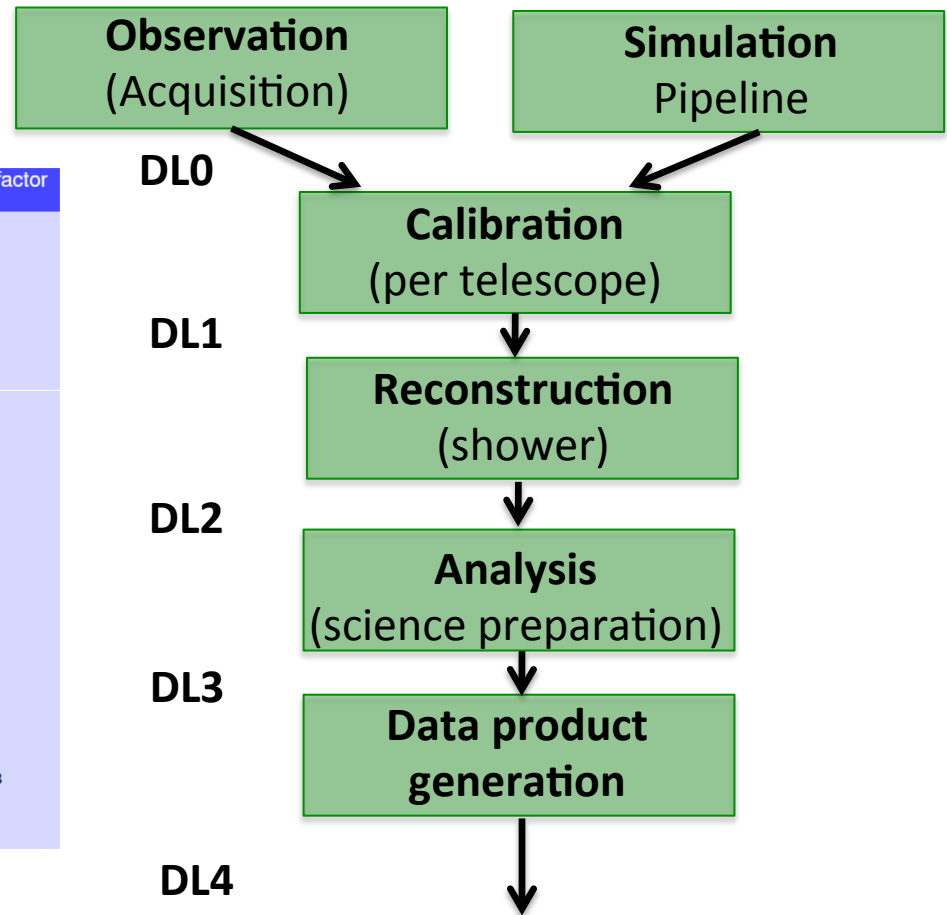 Observation
(Acquisition)
Simulation
Pipeline
factor
DL0
Calibration
(per telescope)
DL1
Reconstruction
(shower)
DL2
Analysis
(science preparation)
DL3
Data product
generation
DL4